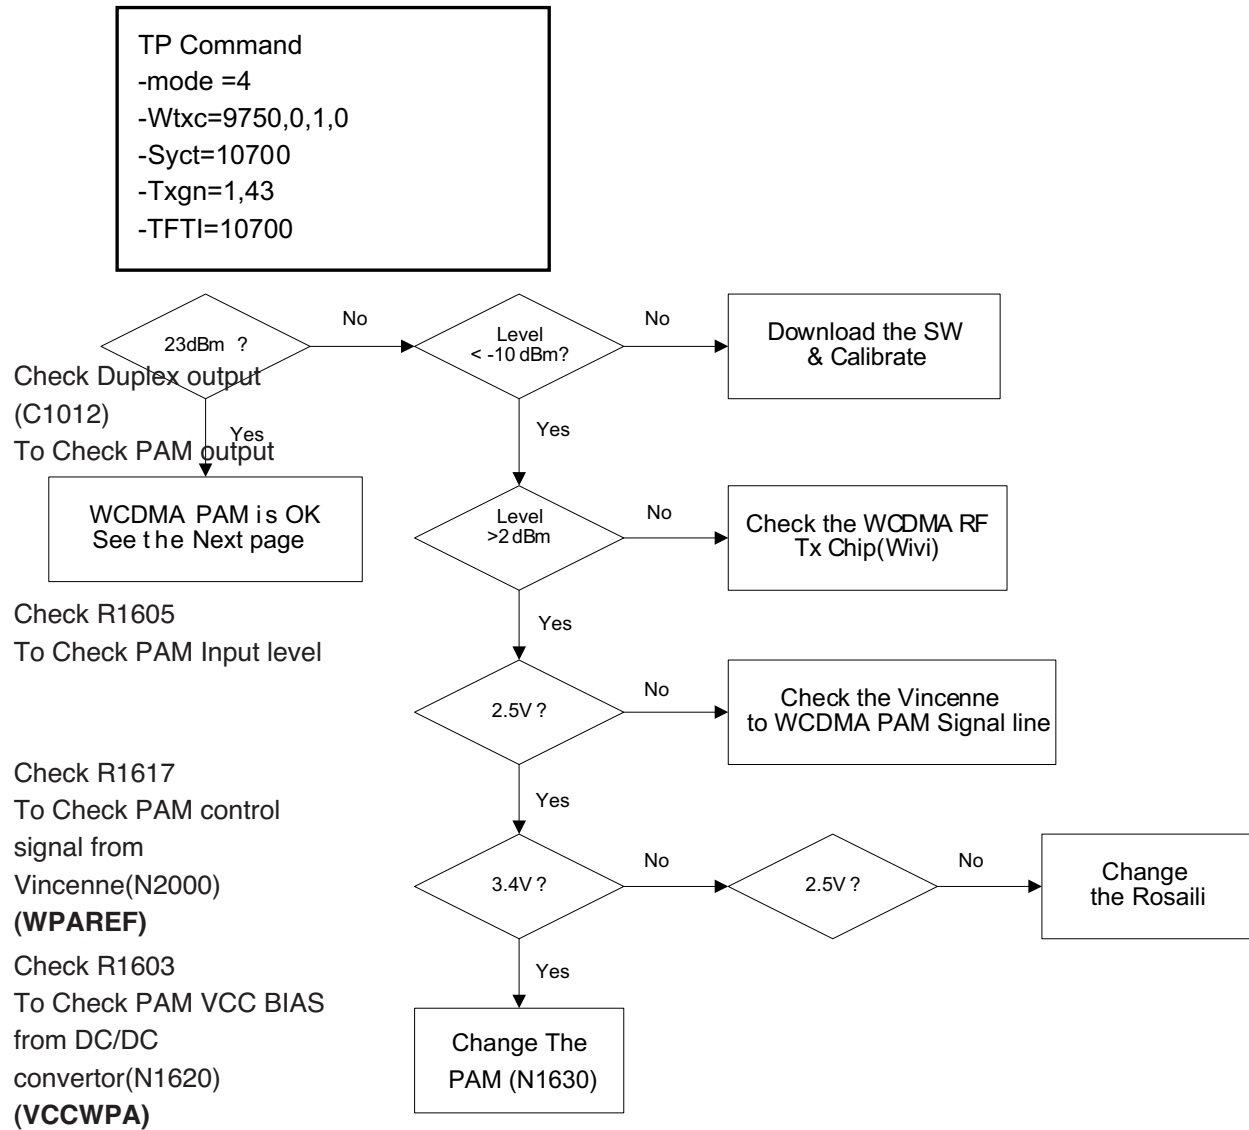 TP Command
-mode =4
-Wtxc=9750,0,1,0
-Syct=10700
-Txgn=1,43
-TFTI=10700
23dBm ?
No
Level
< -10 dBm?
No
Download the SW
& Calibrate
Check Duplex output
(C1012)
To Check PAM output
Yes
Yes
WCDMA PAM is OK
See the Next page
Level
>2 dBm
No
Check the WCDMA RF
Tx Chip(Wivi)
Check R1605
To Check PAM Input level
Yes
2.5V ?
No
Check the Vincenne
to WCDMA PAM Signal line
Check R1617
To Check PAM control
signal from
Vincenne(N2000)
(WPAREF)
Yes
3.4V ?
No
2.5V ?
No
Change
the Rosaili
Check R1603
To Check PAM VCC BIAS
from DC/DC
convertor(N1620)
(VCCWPA)
Yes
Change The
PAM (N1630)